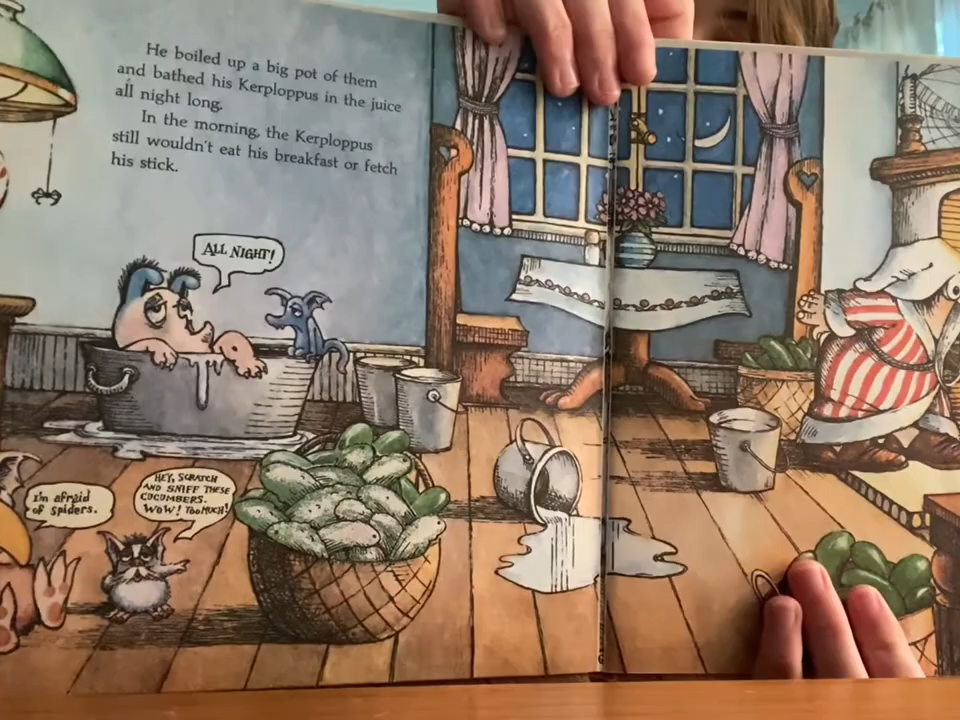 He boiled up a big pot of them
and bathed his Kerploppus in the juice
all night long.
In the morning, the Kerploppus
still wouldn't eat his breakfast or fetch
his stick.
ALL NIGHT!
I'm afraid
of spiders.
HEY, SCRATCH
AND SNIFF THESE
CUCUMBERS.
WOW! TOO MUCH!